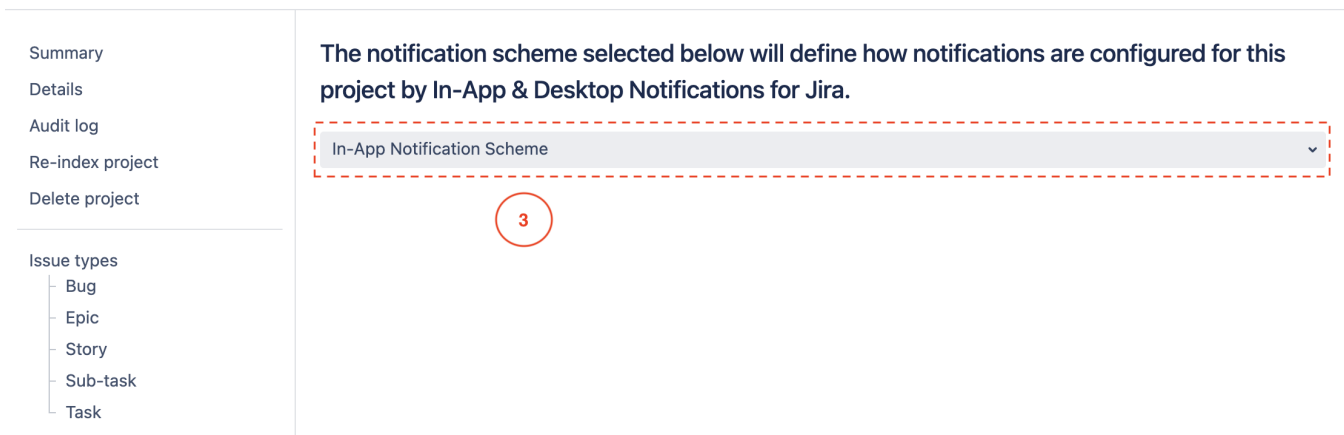 Summary
Details
Audit log
Re-index project
Delete project
Issue types
Bug
Epic
Story
Sub-task
Task
The notification scheme selected below will define how notifications are configured for this
project by In-App & Desktop Notifications for Jira.
In-App Notification Scheme
3